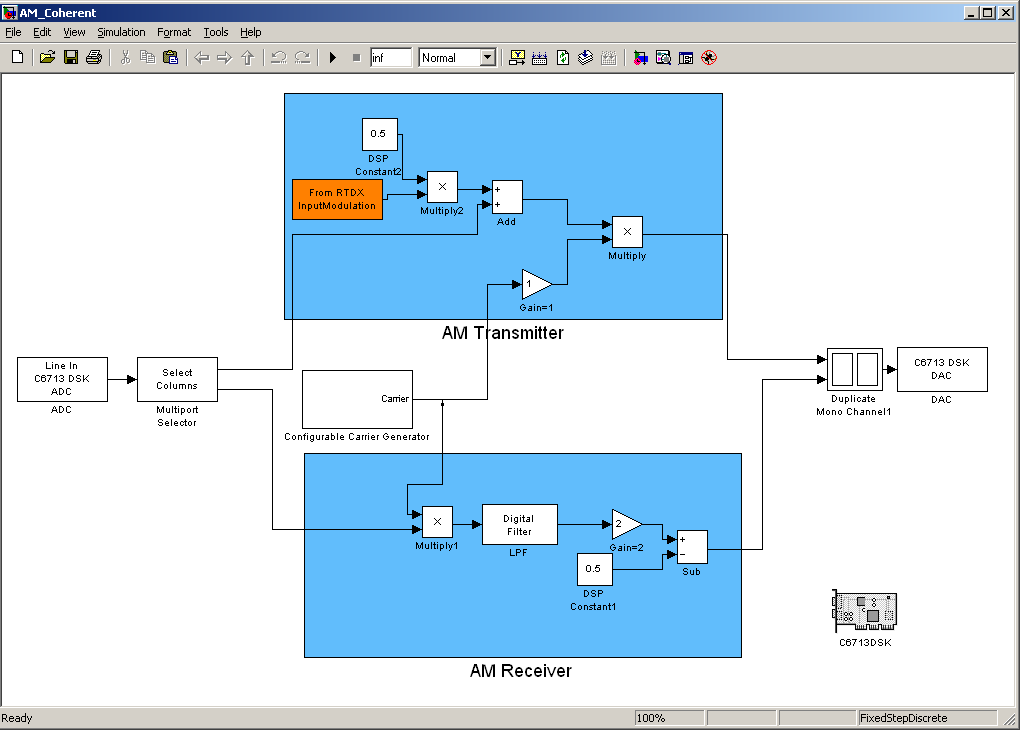 AM_Coherent
File Edit View Simulation Format Tools Help
inf Normal
0.5
DSP
Constant2
From RTDX
InputModulation
×
Multiply2
+
+
Add
×
Multiply
1
Gain=1
AM Transmitter
Line In
C6713 DSK
ADC
ADC
Select
Columns
Multiport
Selector
Carrier
Configurable Carrier Generator
Duplicate
Mono Channel1
C6713 DSK
DAC
DAC
×
Multiply1
Digital
Filter
LPF
2
Gain=2
0.5
DSP
Constant1
+
−
Sub
AM Receiver
C6713DSK
Ready 100% FixedStepDiscrete